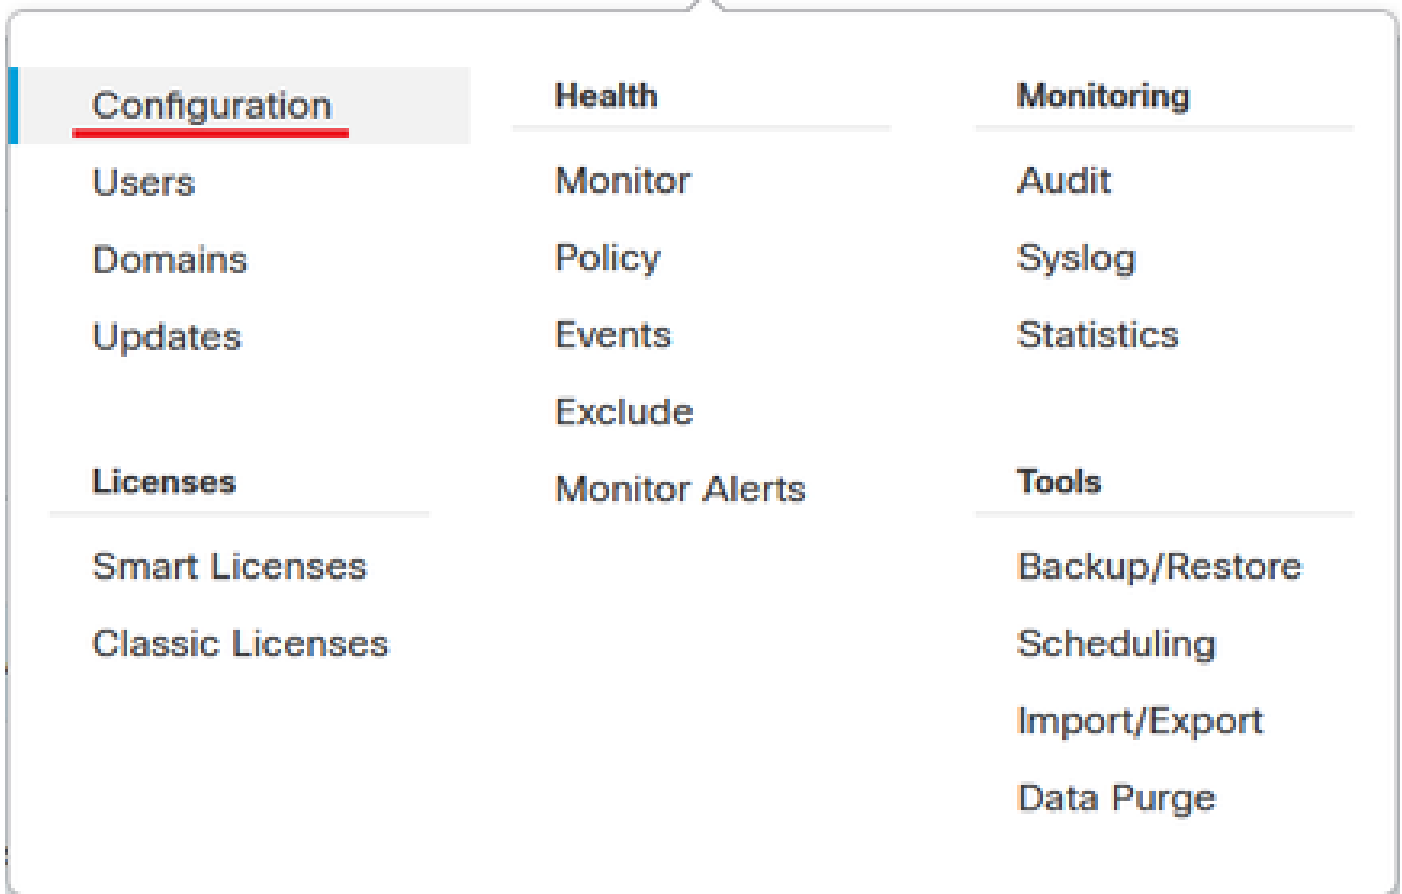 Configuration
Users
Domains
Updates
Licenses
Smart Licenses
Classic Licenses
Health
Monitor
Policy
Events
Exclude
Monitor Alerts
Monitoring
Audit
Syslog
Statistics
Tools
Backup/Restore
Scheduling
Import/Export
Data Purge